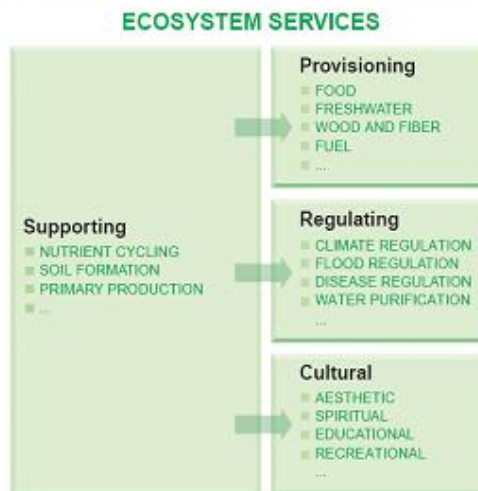 ECOSYSTEM SERVICES
Supporting
NUTRIENT CYCLING
SOIL FORMATION
PRIMARY PRODUCTION
...
Provisioning
FOOD
FRESHWATER
WOOD AND FIBER
FUEL
...
Regulating
CLIMATE REGULATION
FLOOD REGULATION
DISEASE REGULATION
WATER PURIFICATION
...
Cultural
AESTHETIC
SPIRITUAL
EDUCATIONAL
RECREATIONAL
...